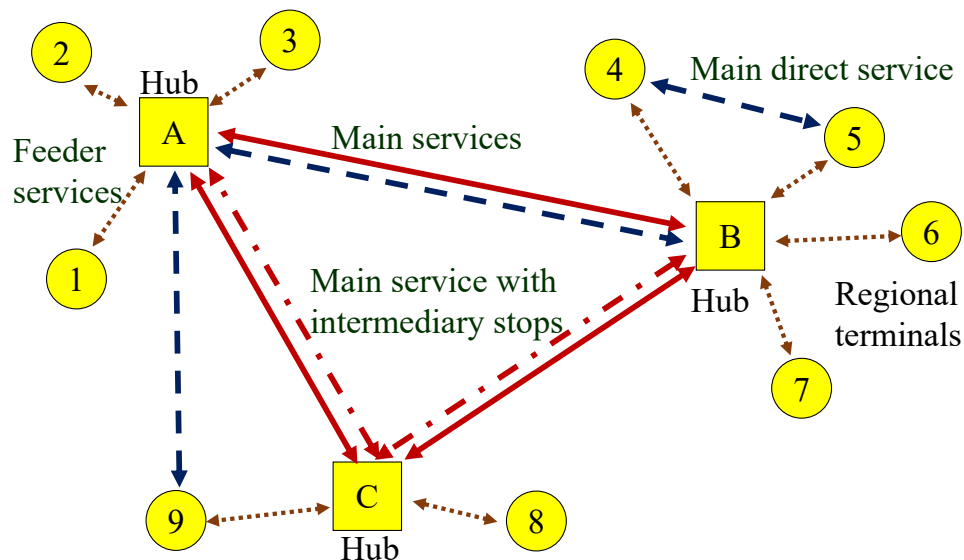 2
3
Hub
A
Feeder
services
1
Main services
4
Main direct service
5
B
Hub
6
Regional
terminals
7
Main service with
intermediary stops
9
C
Hub
8